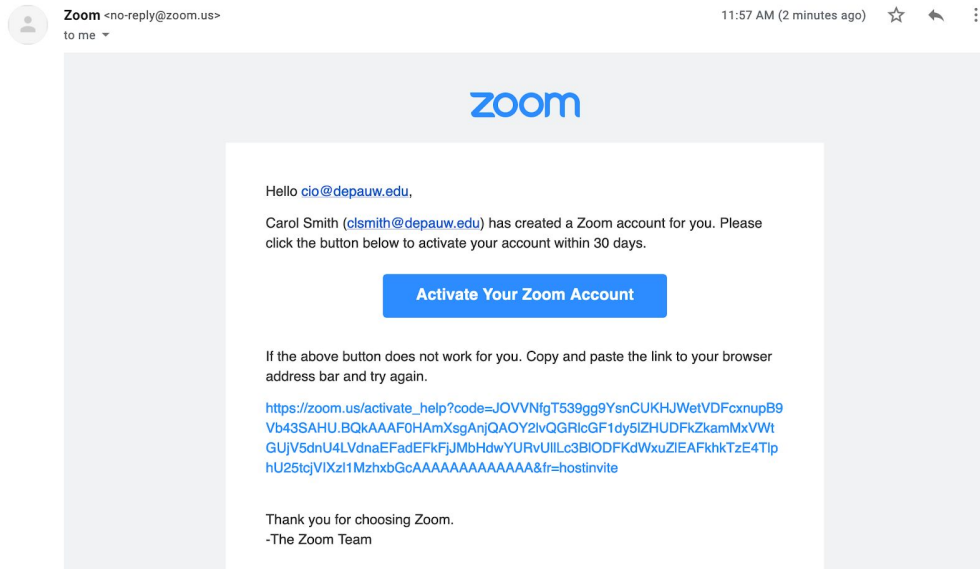 Zoom <no-reply@zoom.us>
11:57 AM (2 minutes ago)
to me
zoom
Hello cio@depauw.edu,
Carol Smith (clsmith@depauw.edu) has created a Zoom account for you. Please
click the button below to activate your account within 30 days.
Activate Your Zoom Account
If the above button does not work for you. Copy and paste the link to your browser
address bar and try again.
https://zoom.us/activate_help?code=JOVVNfgT539gg9YsnCUKHJWetVDFcxnupB9
Vb43SAHU.BQkAAAF0HAmXsgAnjQAOY2lvQGRlcGF1dy5lZHUDFkZkamMxVWt
GUjV5dnU4LVdnaEFadEFkFjJMbHdwYURvUllLc3BlODFKdWxuZlEAFkhkTzE4Tlp
hU25tcjVIXzl1MzhxbGcAAAAAAAAAAAAA&fr=hostinvite
Thank you for choosing Zoom.
-The Zoom Team